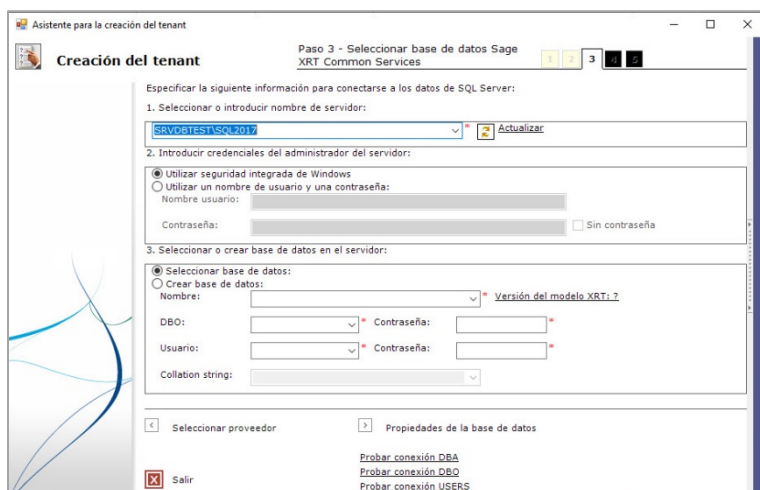 Asistente para la creación del tenant
Creación del tenant
Paso 3 - Seleccionar base de datos Sage
XRT Common Services
1 2 3 4 5
Especificar la siguiente información para conectarse a los datos de SQL Server:
1. Seleccionar o introducir nombre de servidor:
SRVDBTEST\SQL2017 * Actualizar
2. Introducir credenciales del administrador del servidor:
Utilizar seguridad integrada de Windows
Utilizar un nombre de usuario y una contraseña:
Nombre usuario:
Contraseña: Sin contraseña
3. Seleccionar o crear base de datos en el servidor:
Seleccionar base de datos:
Crear base de datos:
Nombre: * Versión del modelo XRT: ?
DBO: * Contraseña: *
Usuario: * Contraseña: *
Collation string:
< Seleccionar proveedor > Propiedades de la base de datos
Probar conexión DBA
X Salir Probar conexión DBO
Probar conexión USERS